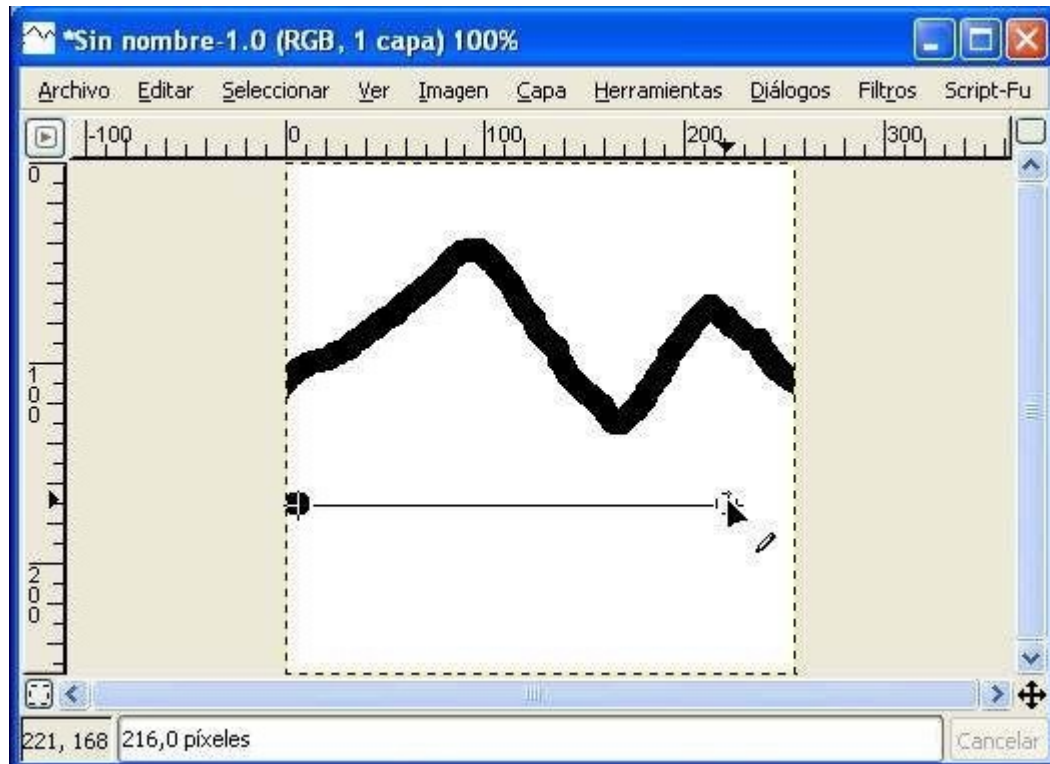 *Sin nombre-1.0 (RGB, 1 capa) 100%
Archivo Editar Seleccionar Ver Imagen Capa Herramientas Diálogos Filtros Script-Fu
-100 0 100 200 300
0
100
200
221, 168 216,0 píxeles Cancelar